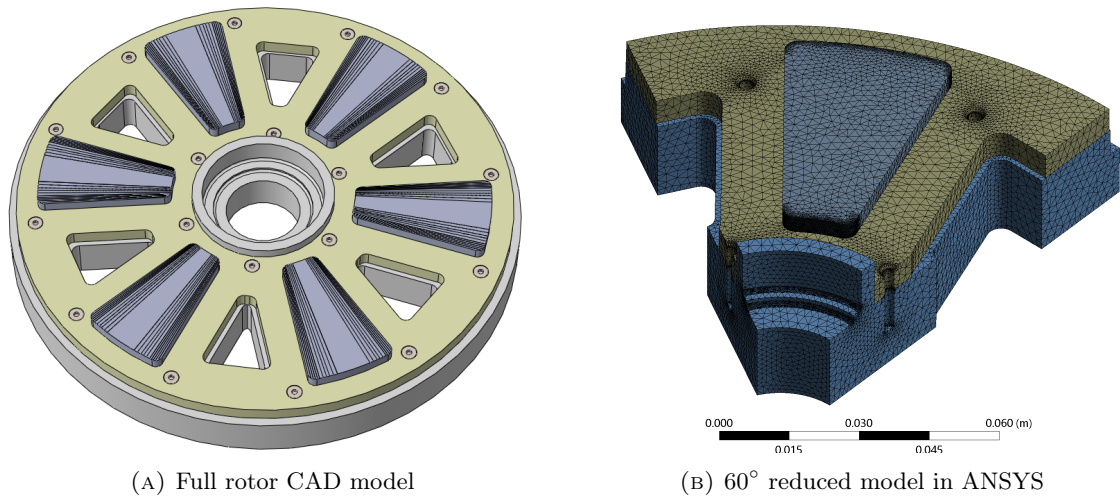 0.000
0.030
0.060 (m)
0.015
0.045
(A) Full rotor CAD model
(B) 60° reduced model in ANSYS